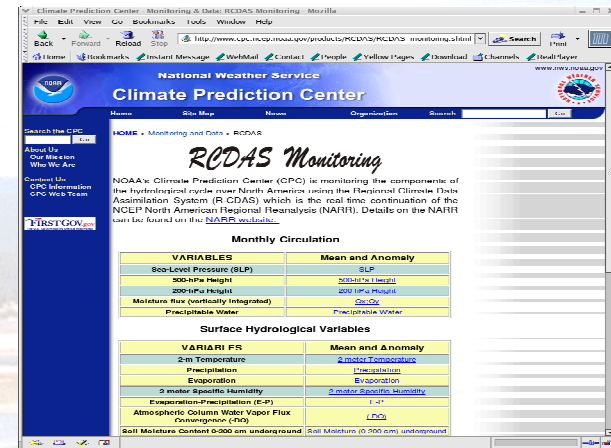 Climate Prediction Center - Monitoring & Data: RCDAS Monitoring - Mozilla
File Edit View Go Bookmarks Tools Window Help
Back Forward Reload Stop http://www.cpc.ncep.noaa.gov/products/RCDAS/RCDAS_monitoring.shtml Search Print
Home Bookmarks Instant Message WebMail Contact People Yellow Pages Download Channels RealPlayer
www.nws.noaa.gov
NOAA
National Weather Service
Climate Prediction Center
Home Site Map News Organization Search Go
Search the CPC
Go
About Us
Our Mission
Who We Are
Contact Us
CPC Information
CPC Web Team
FIRSTGOV
HOME • Monitoring and Data • RCDAS
RCDAS Monitoring
NOAA's Climate Prediction Center (CPC) is monitoring the components of
the hydrological cycle over North America using the Regional Climate Data
Assimilation System (R-CDAS) which is the real-time continuation of the
NCEP North American Regional Reanalysis (NARR). Details on the NARR
can be found on the NARR website.
Monthly Circulation
VARIABLES Mean and Anomaly
Sea-Level Pressure (SLP) SLP
500-hPa Height 500-hPa Height
200-hPa Height 200-hPa Height
Moisture flux (vertically integrated) Qx;Qy
Precipitable Water Precipitable Water
Surface Hydrological Variables
VARIABLES Mean and Anomaly
2-m Temperature 2 meter Temperature
Precipitation Precipitation
Evaporation Evaporation
2 meter Specific Humidity 2 meter Specific Humidity
Evaporation-Precipitation (E-P) E-P
Atmospheric Column Water Vapor Flux
Convergence (-DQ) (-DQ)
Soil Moisture Content 0-200 cm underground Soil Moisture (0-200 cm) underground